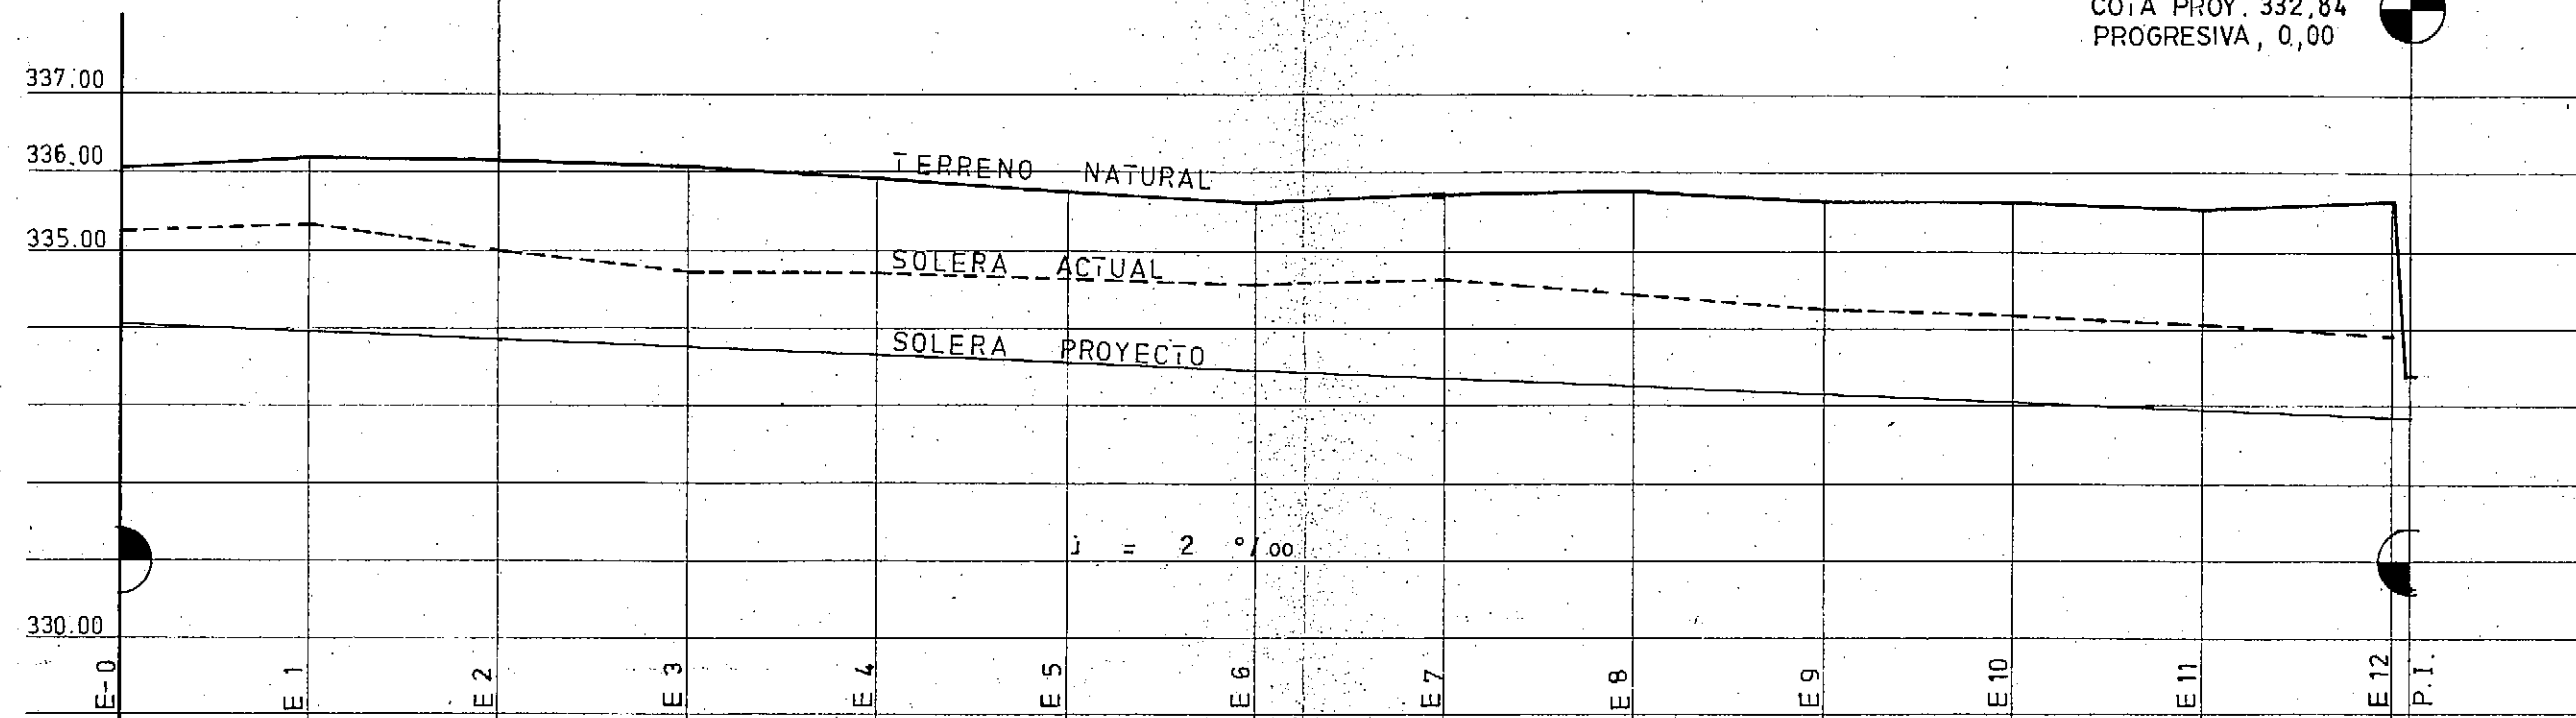 COTA PROY. 332,84
PROGRESIVA, 0,00
337.00
336.00
TERRENO NATURAL
335.00
SOLERA ACTUAL
SOLERA PROYECTO
i = 2 º/oo
330.00
E-0
E 1
E 2
E 3
E 4
E 5
E 6
E 7
E 8
E 9
E 10
E 11
E 12
P.I.